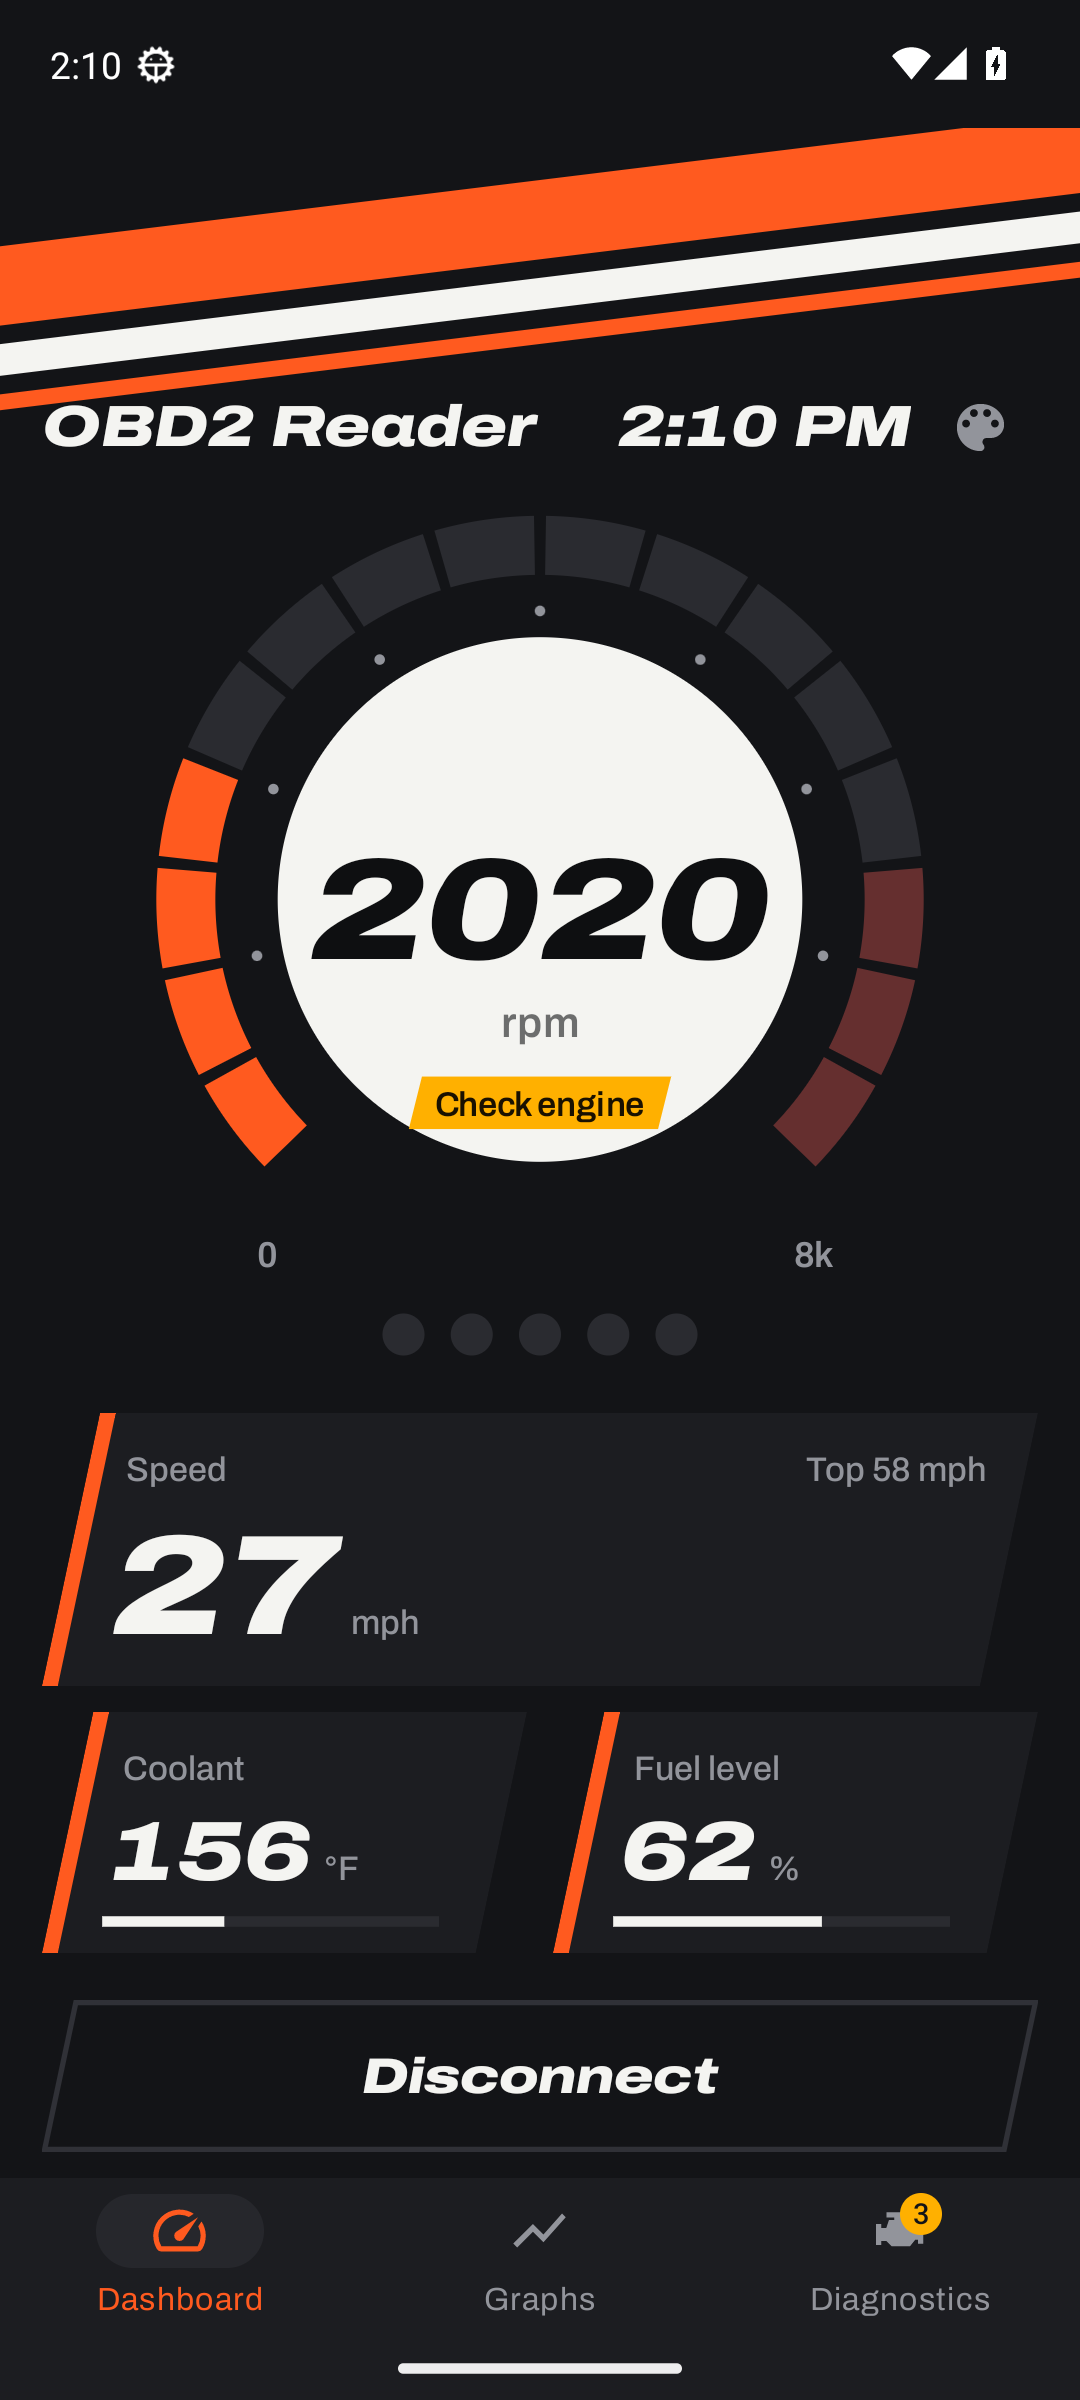 2:10
OBD2 Reader 2:10 PM
2020
rpm
Check engine
0 8k
Speed Top 58 mph
27 mph
Coolant Fuel level
156 °F 62 %
Disconnect
3
Dashboard Graphs Diagnostics